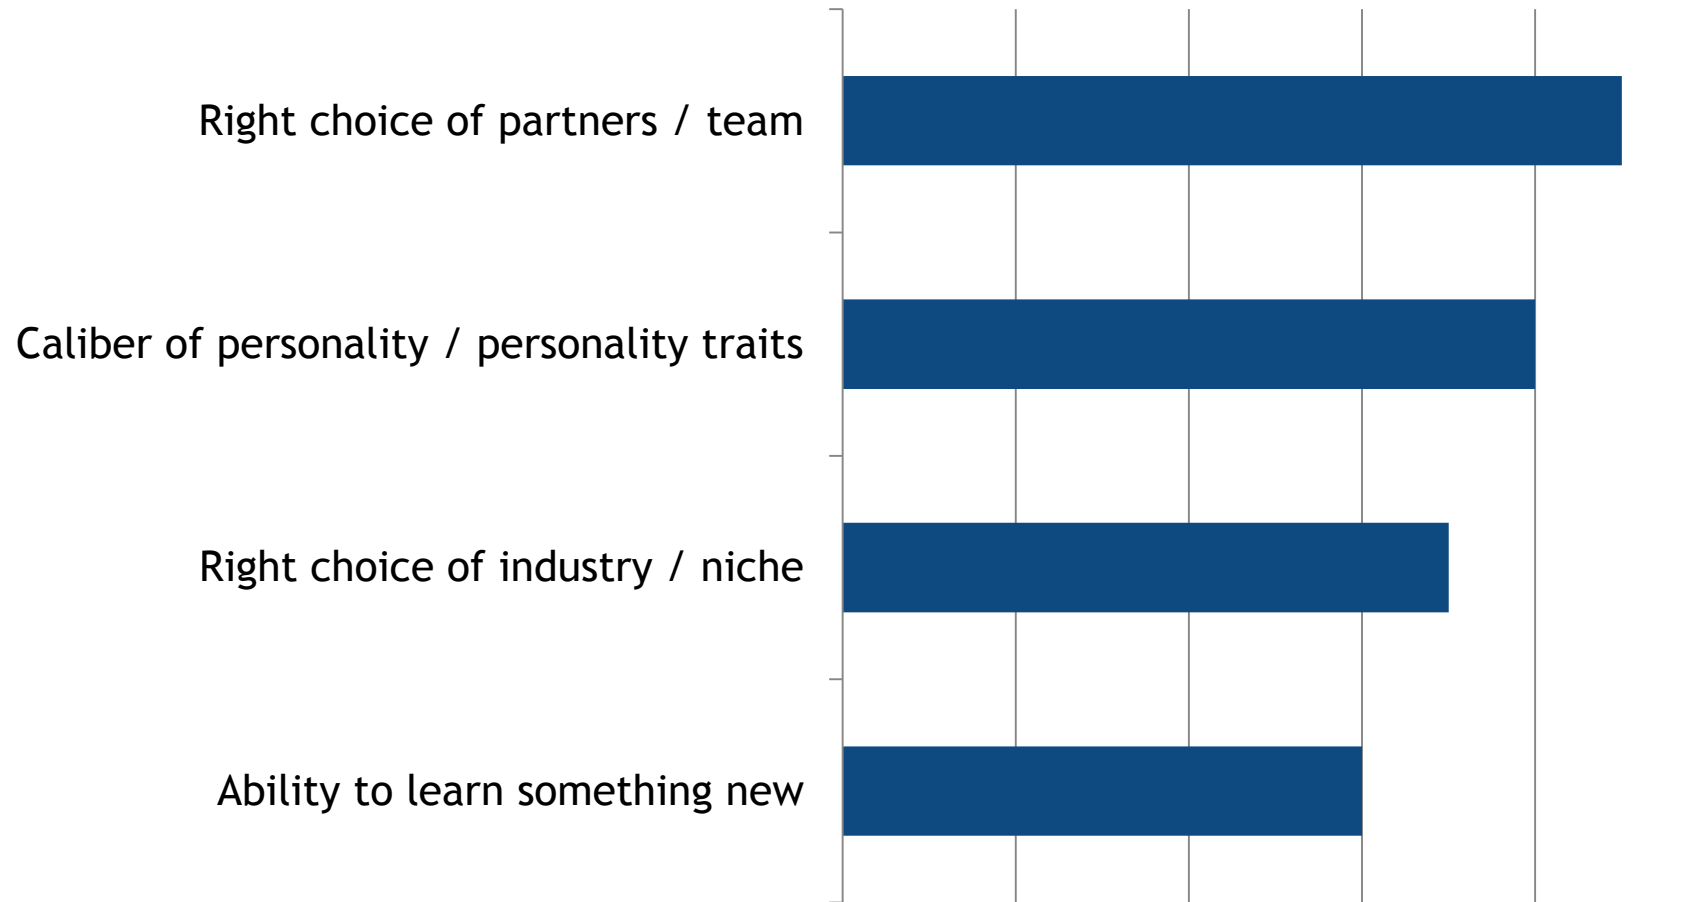 Right choice of partners / team
Caliber of personality / personality traits
Right choice of industry / niche
Ability to learn something new